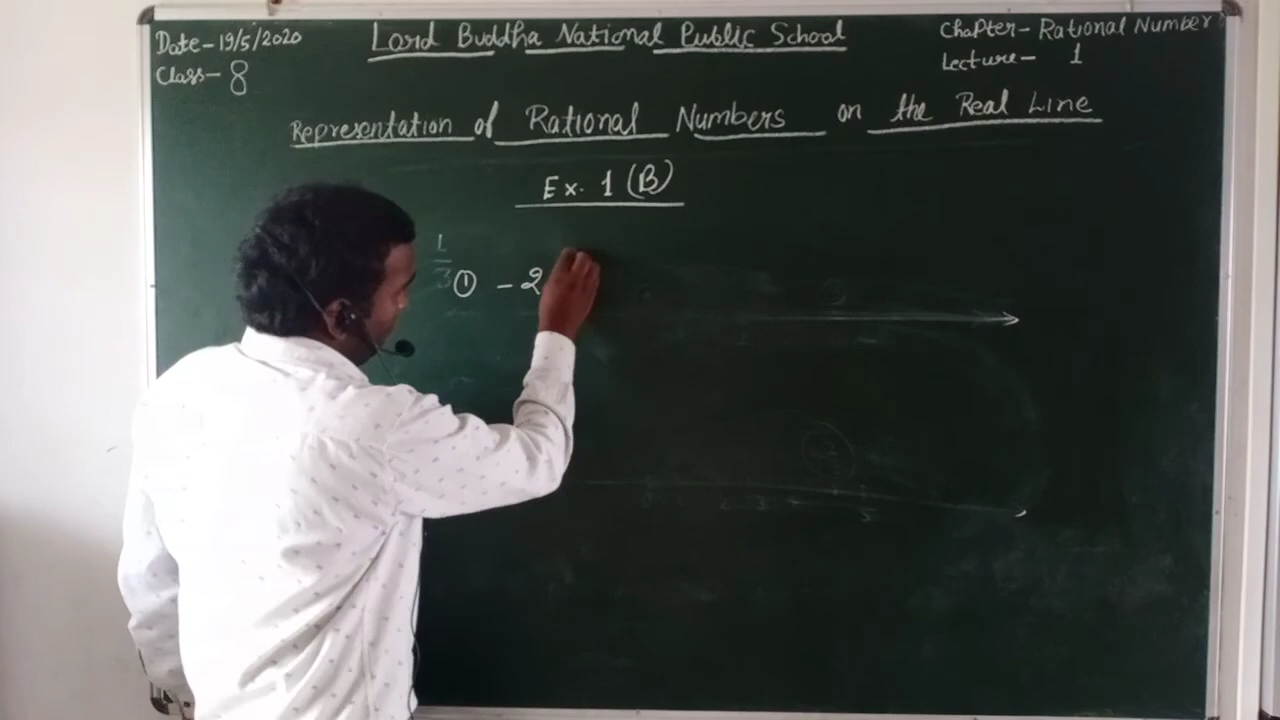 Date - 19/5/2020
Class - 8
Lord Buddha National Public School
Chapter - Rational Number
Lecture - 1
Representation of Rational Numbers on the Real Line
Ex. 1 (B)
1
3
① - 2